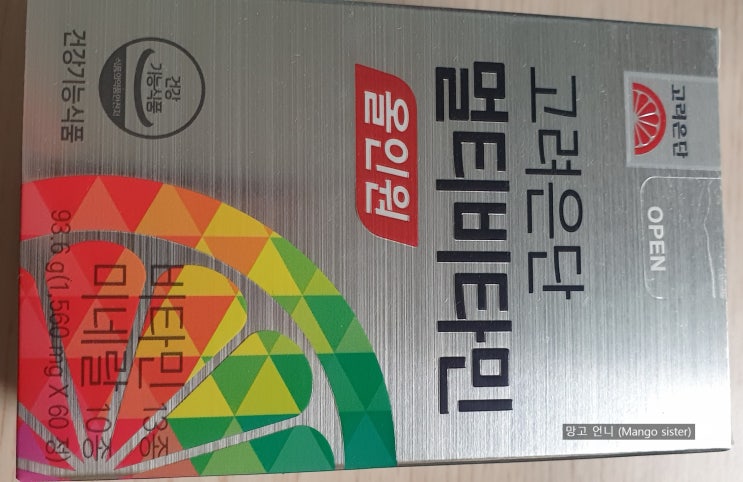 고려은단
OPEN
고려은단
멀티비타민
올인원
건강
기능식품
식품의약품안전처
건강기능식품
비타민 13종
미네랄 10종
93.6 g(1,560 mg X 60 정)
망고 언니 (Mango sister)